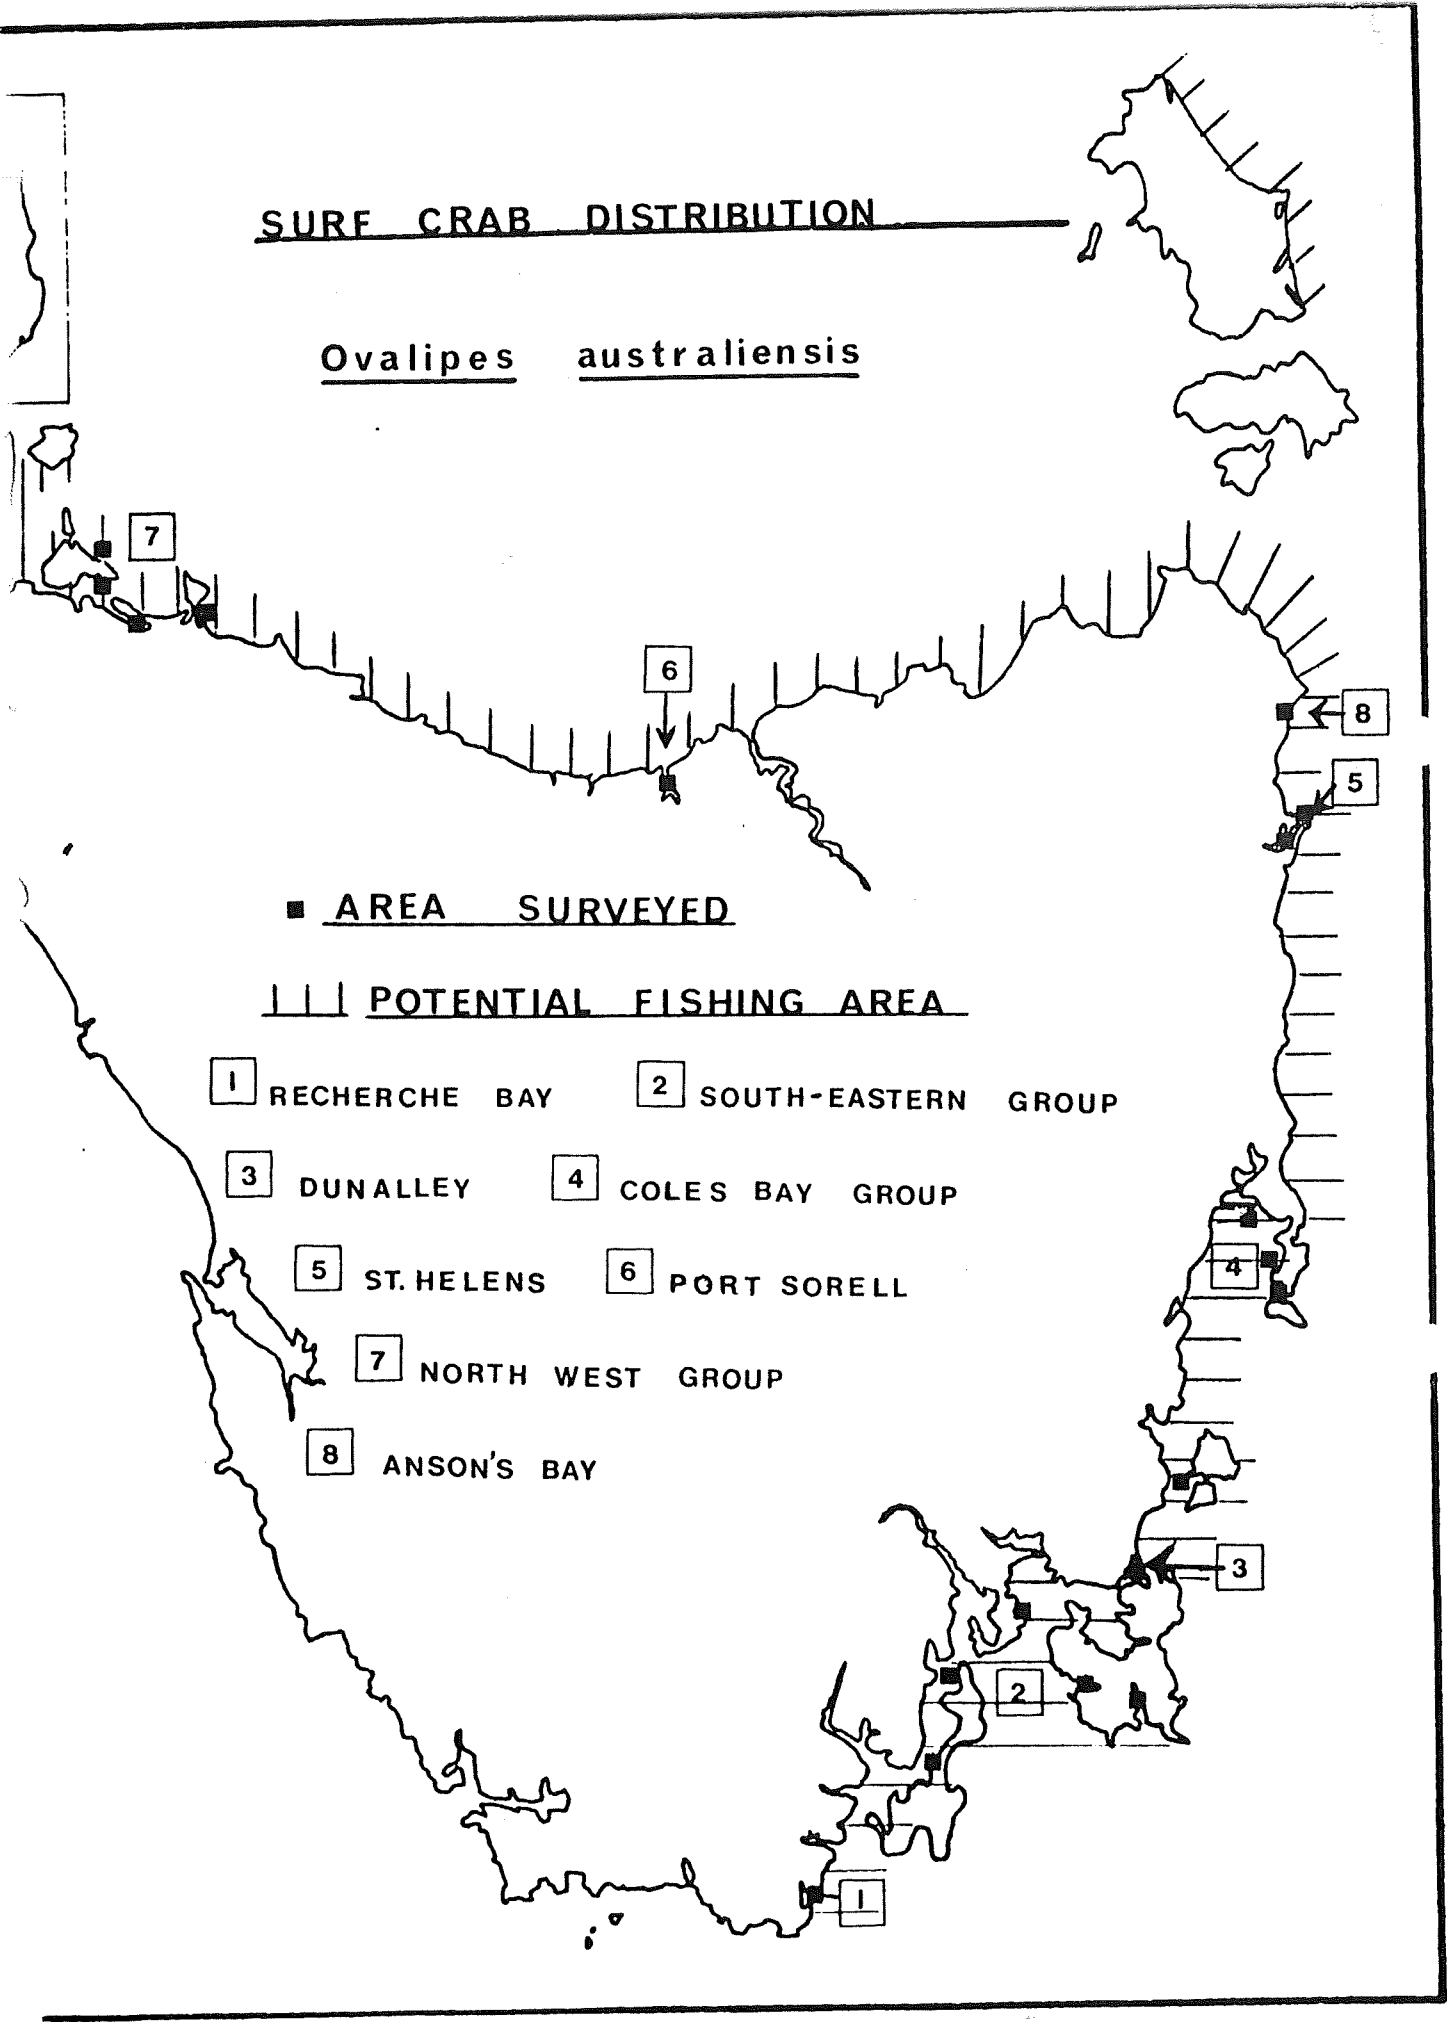 SURF CRAB DISTRIBUTION
Ovalipes australiensis
7
6
8
5
AREA SURVEYED
POTENTIAL FISHING AREA
1 RECHERCHE BAY 2 SOUTH-EASTERN GROUP
3 DUNALLEY 4 COLES BAY GROUP
4
5 ST. HELENS 6 PORT SORELL
7 NORTH WEST GROUP
8 ANSON'S BAY
3
2
1